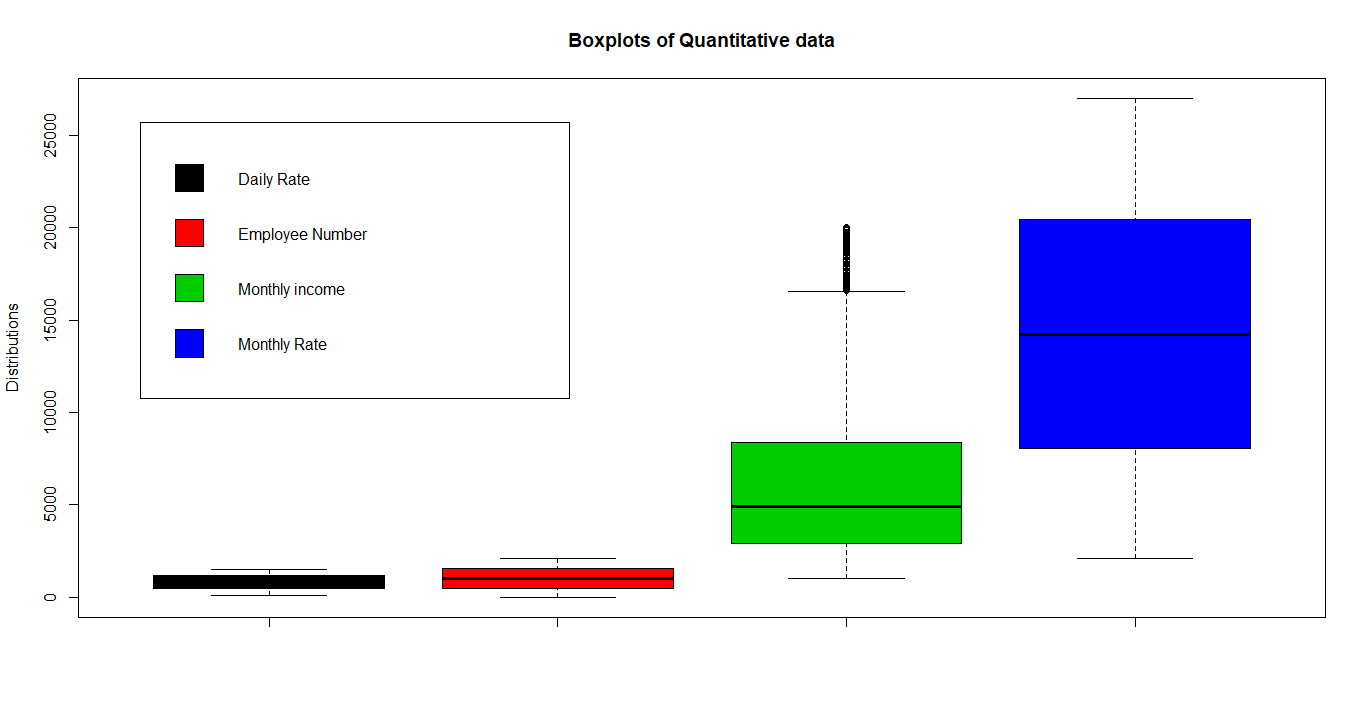 Boxplots of Quantitative data
Distributions
25000
20000
15000
10000
5000
0
Daily Rate
Employee Number
Monthly income
Monthly Rate